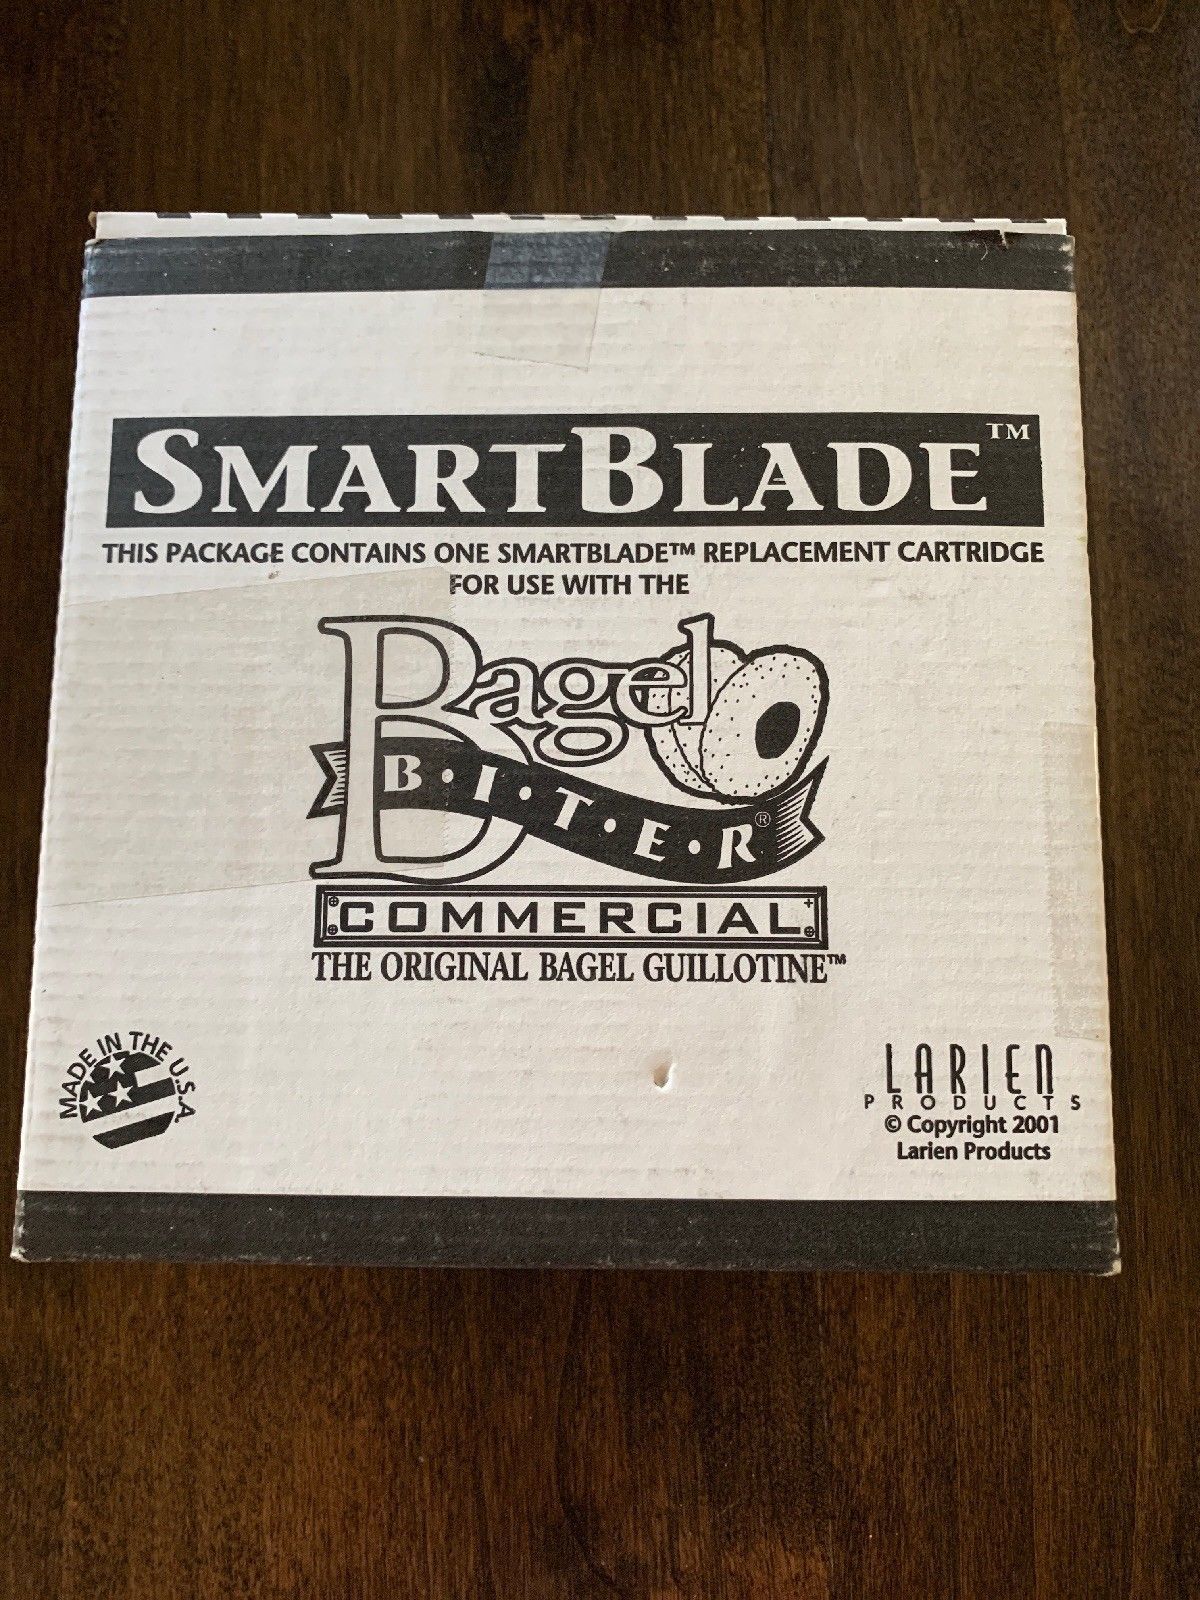 SMARTBLADE™
THIS PACKAGE CONTAINS ONE SMARTBLADE™ REPLACEMENT CARTRIDGE
FOR USE WITH THE
Bagel
B·I·T·E·R®
COMMERCIAL
THE ORIGINAL BAGEL GUILLOTINE™
MADE IN THE U.S.A.
LARIEN
PRODUCTS
© Copyright 2001
Larien Products